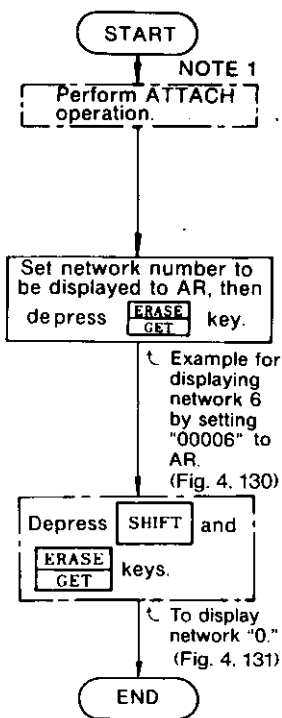 START
NOTE 1
Perform ATTACH
operation.
Set network number to
be displayed to AR, then
depress ERASE
GET key.
Example for
displaying
network 6
by setting
"00006" to
AR.
(Fig. 4. 130)
Depress SHIFT and
ERASE
GET keys.
To display
network "0."
(Fig. 4. 131)
END